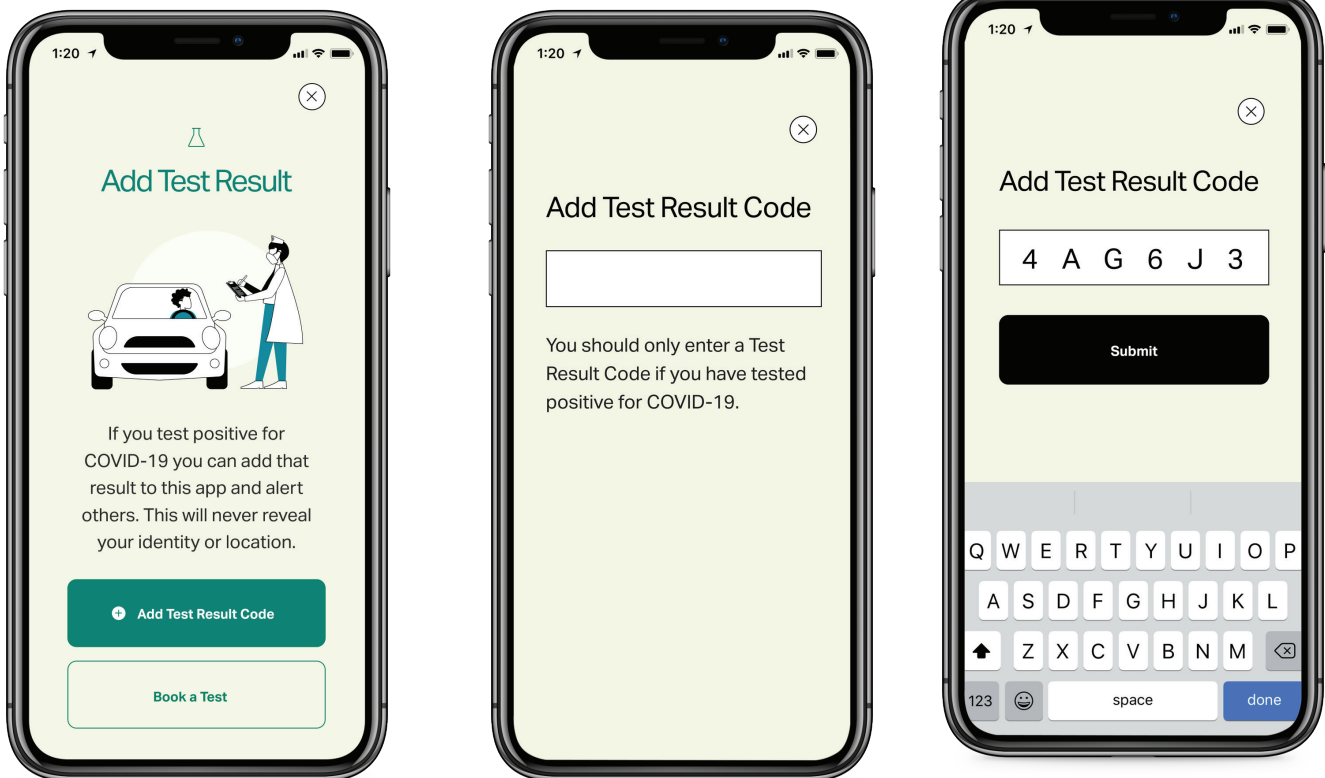 1:20
Add Test Result
If you test positive for
COVID-19 you can add that
result to this app and alert
others. This will never reveal
your identity or location.
Add Test Result Code
Book a Test
1:20
Add Test Result Code
You should only enter a Test
Result Code if you have tested
positive for COVID-19.
1:20
Add Test Result Code
4 A G 6 J 3
Submit
Q W E R T Y U I O P
A S D F G H J K L
Z X C V B N M
123 space done